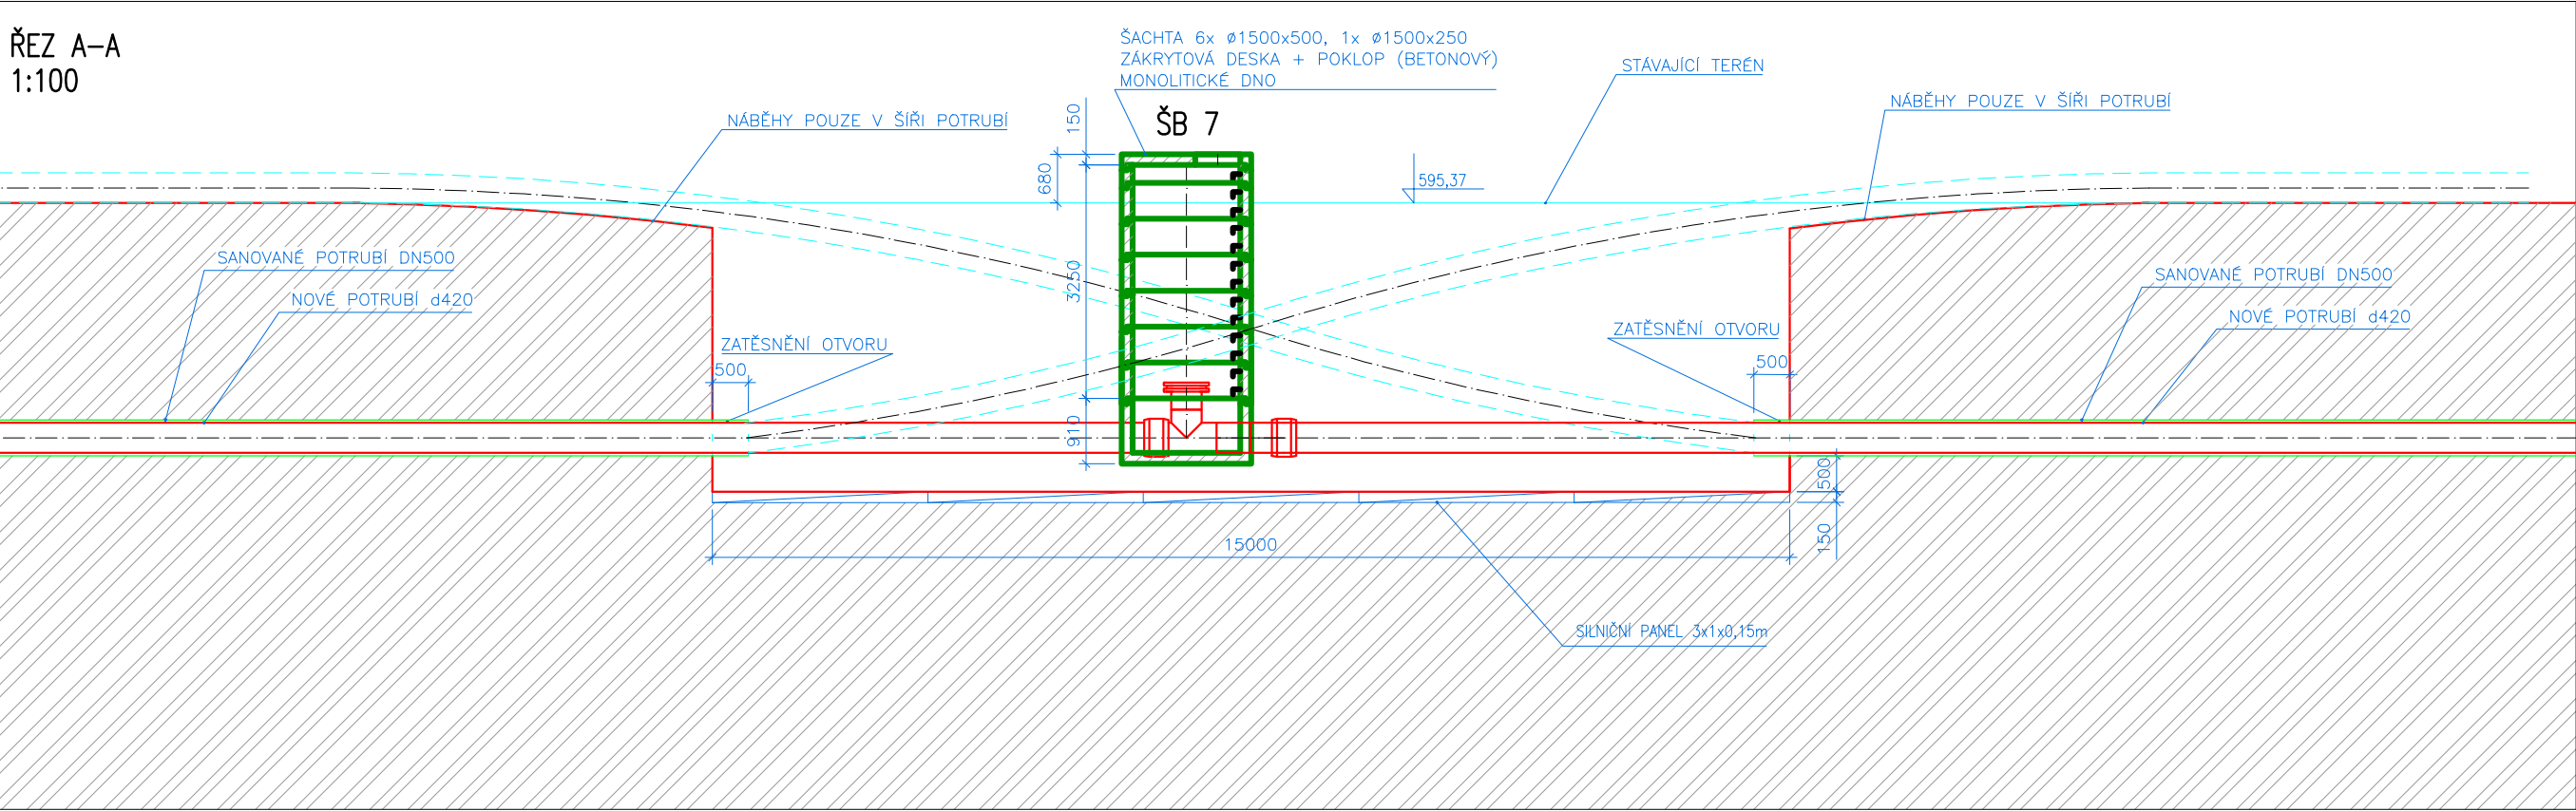 ŘEZ A–A
1:100
ŠACHTA 6x ø1500x500, 1x ø1500x250
ZÁKRYTOVÁ DESKA + POKLOP (BETONOVÝ)
MONOLITICKÉ DNO
STÁVAJÍCÍ TERÉN
NÁBĚHY POUZE V ŠÍŘI POTRUBÍ
NÁBĚHY POUZE V ŠÍŘI POTRUBÍ
ŠB 7
150
680
595,37
3250
SANOVANÉ POTRUBÍ DN500
NOVÉ POTRUBÍ d420
SANOVANÉ POTRUBÍ DN500
NOVÉ POTRUBÍ d420
ZATĚSNĚNÍ OTVORU
500
ZATĚSNĚNÍ OTVORU
500
910
500
150
15000
SILNIČNÍ PANEL 3x1x0,15m